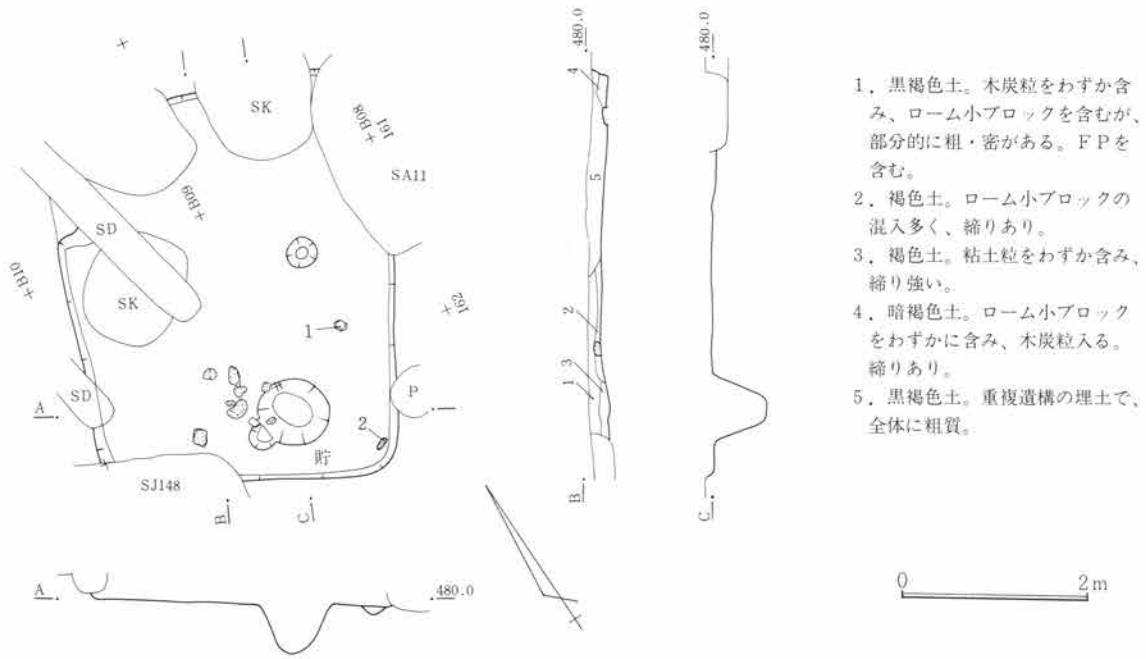 480.0
480.0
SK
4
+B08
161
SA11
5
+B09
SD
+B10
SK
162
+
1
2
3
1
SD
P
A
2
貯
SJ148
B
C
B
C
A
480.0
0
2m
1．黒褐色土。木炭粒をわずか含
み、ローム小ブロックを含むが、
部分的に粗・密がある。ＦＰを
含む。
2．褐色土。ローム小ブロックの
混入多く、締りあり。
3．褐色土。粘土粒をわずか含み、
締り強い。
4．暗褐色土。ローム小ブロック
をわずかに含み、木炭粒入る。
締りあり。
5．黒褐色土。重複遺構の埋土で、
全体に粗質。